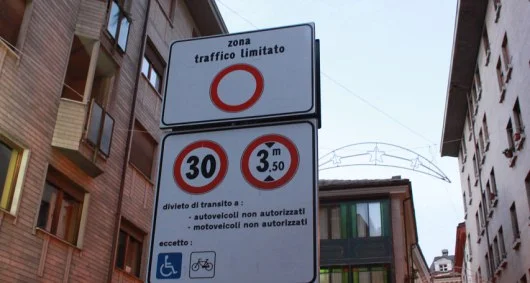 zona
traffico limitato
30
3 m ,50
divieto di transito a :
- autoveicoli non autorizzati
- motoveicoli non autorizzati
eccetto :